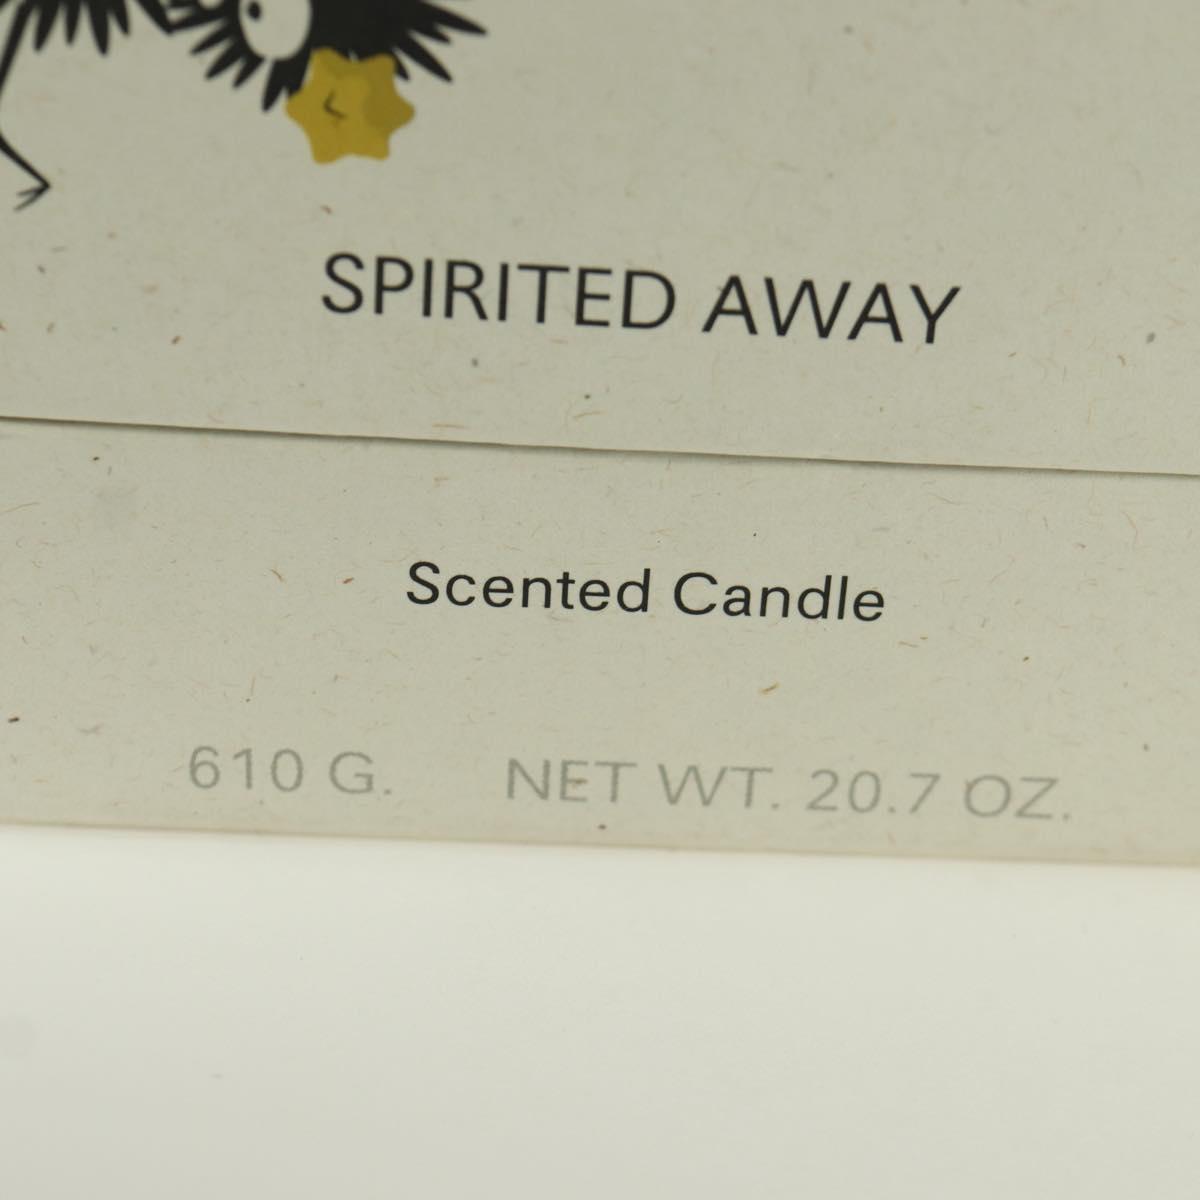 SPIRITED AWAY
Scented Candle
610 G. NET WT. 20.7 OZ.